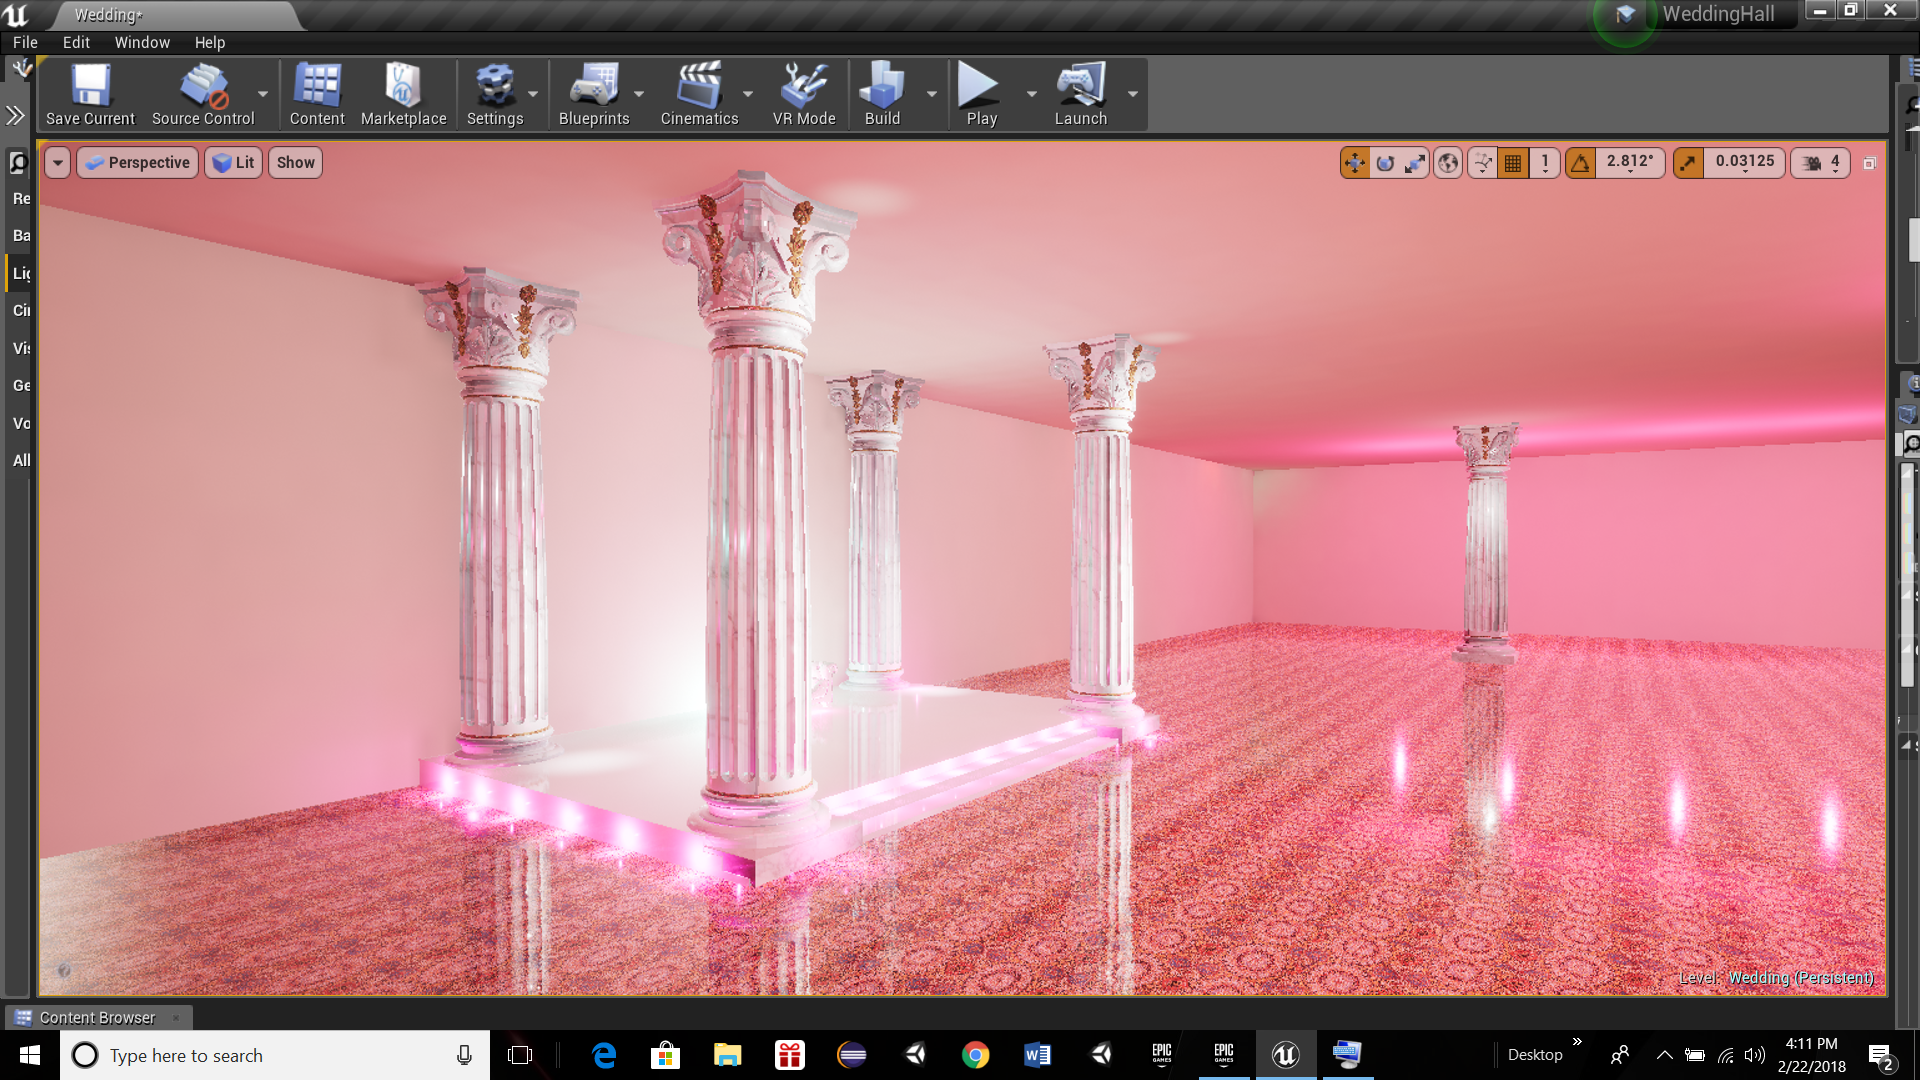 Wedding*
WeddingHall
File Edit Window Help
Save Current Source Control Content Marketplace Settings Blueprints Cinematics VR Mode Build Play Launch
Perspective Lit Show
1 2.812° 0.03125 4
Re
Ba
Lig
Cin
Vis
Ge
Vo
All
Level: Wedding (Persistent)
Content Browser
Type here to search
EPIC GAMES
EPIC GAMES
Desktop
4:11 PM
2/22/2018
2